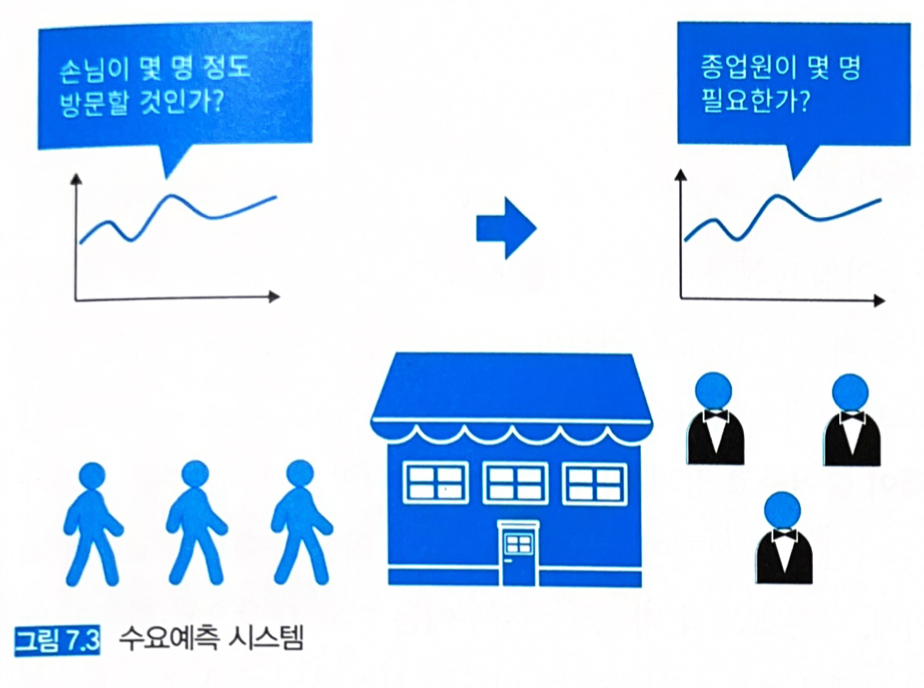 손님이 몇 명 정도
방문할 것인가?
종업원이 몇 명
필요한가?
그림 7.3 수요예측 시스템